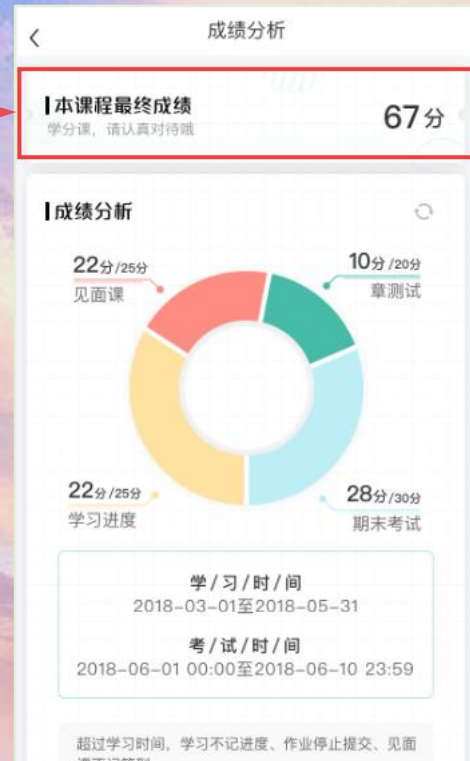 成绩分析
本课程最终成绩
67分
学分课，请认真对待哦
成绩分析
22分/25分
见面课
10分/20分
章测试
22分/25分
学习进度
28分/30分
期末考试
学/习/时/间
2018-03-01至2018-05-31
考/试/时/间
2018-06-01 00:00至2018-06-10 23:59
超过学习时间，学习不记进度、作业停止提交、见面